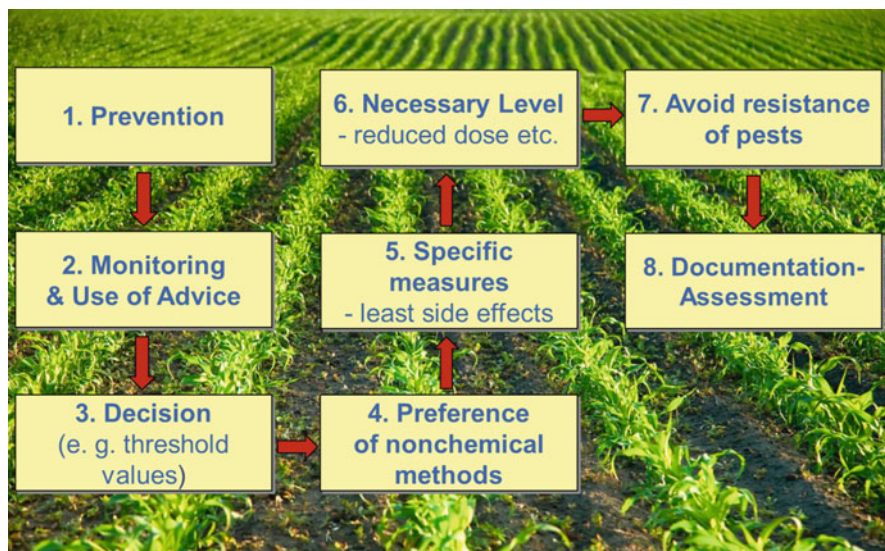 1. Prevention
2. Monitoring
& Use of Advice
3. Decision
(e. g. threshold
values)
4. Preference
of nonchemical
methods
5. Specific
measures
- least side effects
6. Necessary Level
- reduced dose etc.
7. Avoid resistance
of pests
8. Documentation-
Assessment